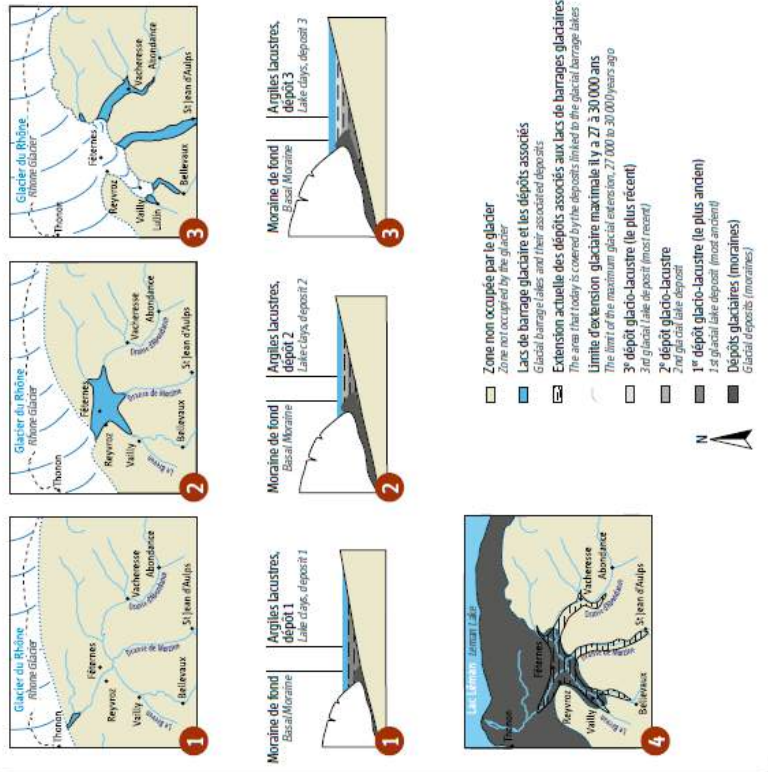 Glacier du Rhône
Rhone Glacier
Thonon
Féternes
Reyvroz
Vacheresse
Vailly
Abondance
Dranse d'Abondance
Dranse de Morzine
Le Brevon
Bellevaux
St Jean d'Aulps
1
Glacier du Rhône
Rhone Glacier
Thonon
Féternes
Reyvroz
Vacheresse
Vailly
Abondance
Dranse d'Abondance
Dranse de Morzine
Le Brevon
Bellevaux
St Jean d'Aulps
2
Glacier du Rhône
Rhone Glacier
Thonon
Féternes
Reyvroz
Vacheresse
Vailly
Abondance
Lullin
Bellevaux
St Jean d'Aulps
3
Moraine de fond
Basal Moraine
Argiles lacustres,
dépôt 1
Lake clays, deposit 1
1
Moraine de fond
Basal Moraine
Argiles lacustres,
dépôt 2
Lake clays, deposit 2
2
Moraine de fond
Basal Moraine
Argiles lacustres,
dépôt 3
Lake clays, deposit 3
3
Lac Léman Leman Lake
Thonon
Féternes
Reyvroz
Vacheresse
Vailly
Abondance
Dranse d'Abondance
Dranse de Morzine
Le Brevon
Bellevaux
St Jean d'Aulps
4
N
Zone non occupée par le glacier
Zone not occupied by the glacier
Lacs de barrage glaciaire et les dépôts associés
Glacial barrage lakes and their associated deposits
Extension actuelle des dépôts associés aux lacs de barrages glaciaires
The area that today is covered by the deposits linked to the glacial barrage lakes
Limite d'extension glaciaire maximale il y a 27 à 30 000 ans
The limit of the maximum glacial extension, 27 000 to 30 000 years ago
3e dépôt glacio-lacustre (le plus récent)
3rd glacial lake deposit (most recent)
2e dépôt glacio-lacustre
2nd glacial lake deposit
1er dépôt glacio-lacustre (le plus ancien)
1st glacial lake deposit (most ancient)
Dépôts glaciaires (moraines)
Glacial deposits (moraines)